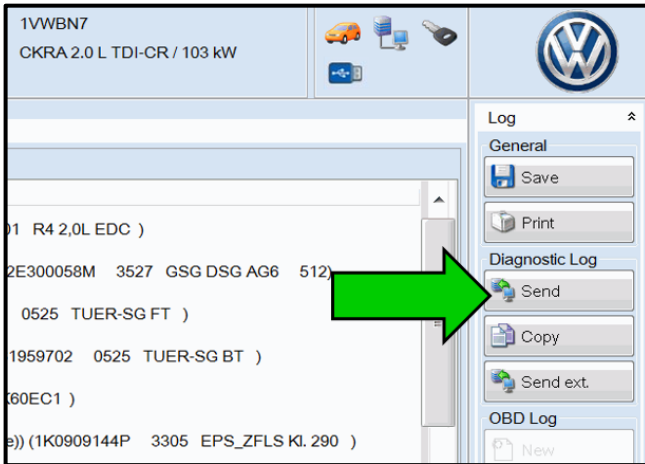 1VWBN7
CKRA 2.0 L TDI-CR / 103 kW
Log
General
Save
Print
Diagnostic Log
Send
Copy
Send ext.
OBD Log
New
01 R4 2,0L EDC )
2E300058M 3527 GSG DSG AG6 512)
0525 TUER-SG FT )
1959702 0525 TUER-SG BT )
K60EC1 )
e)) (1K0909144P 3305 EPS_ZFLS Kl. 290 )